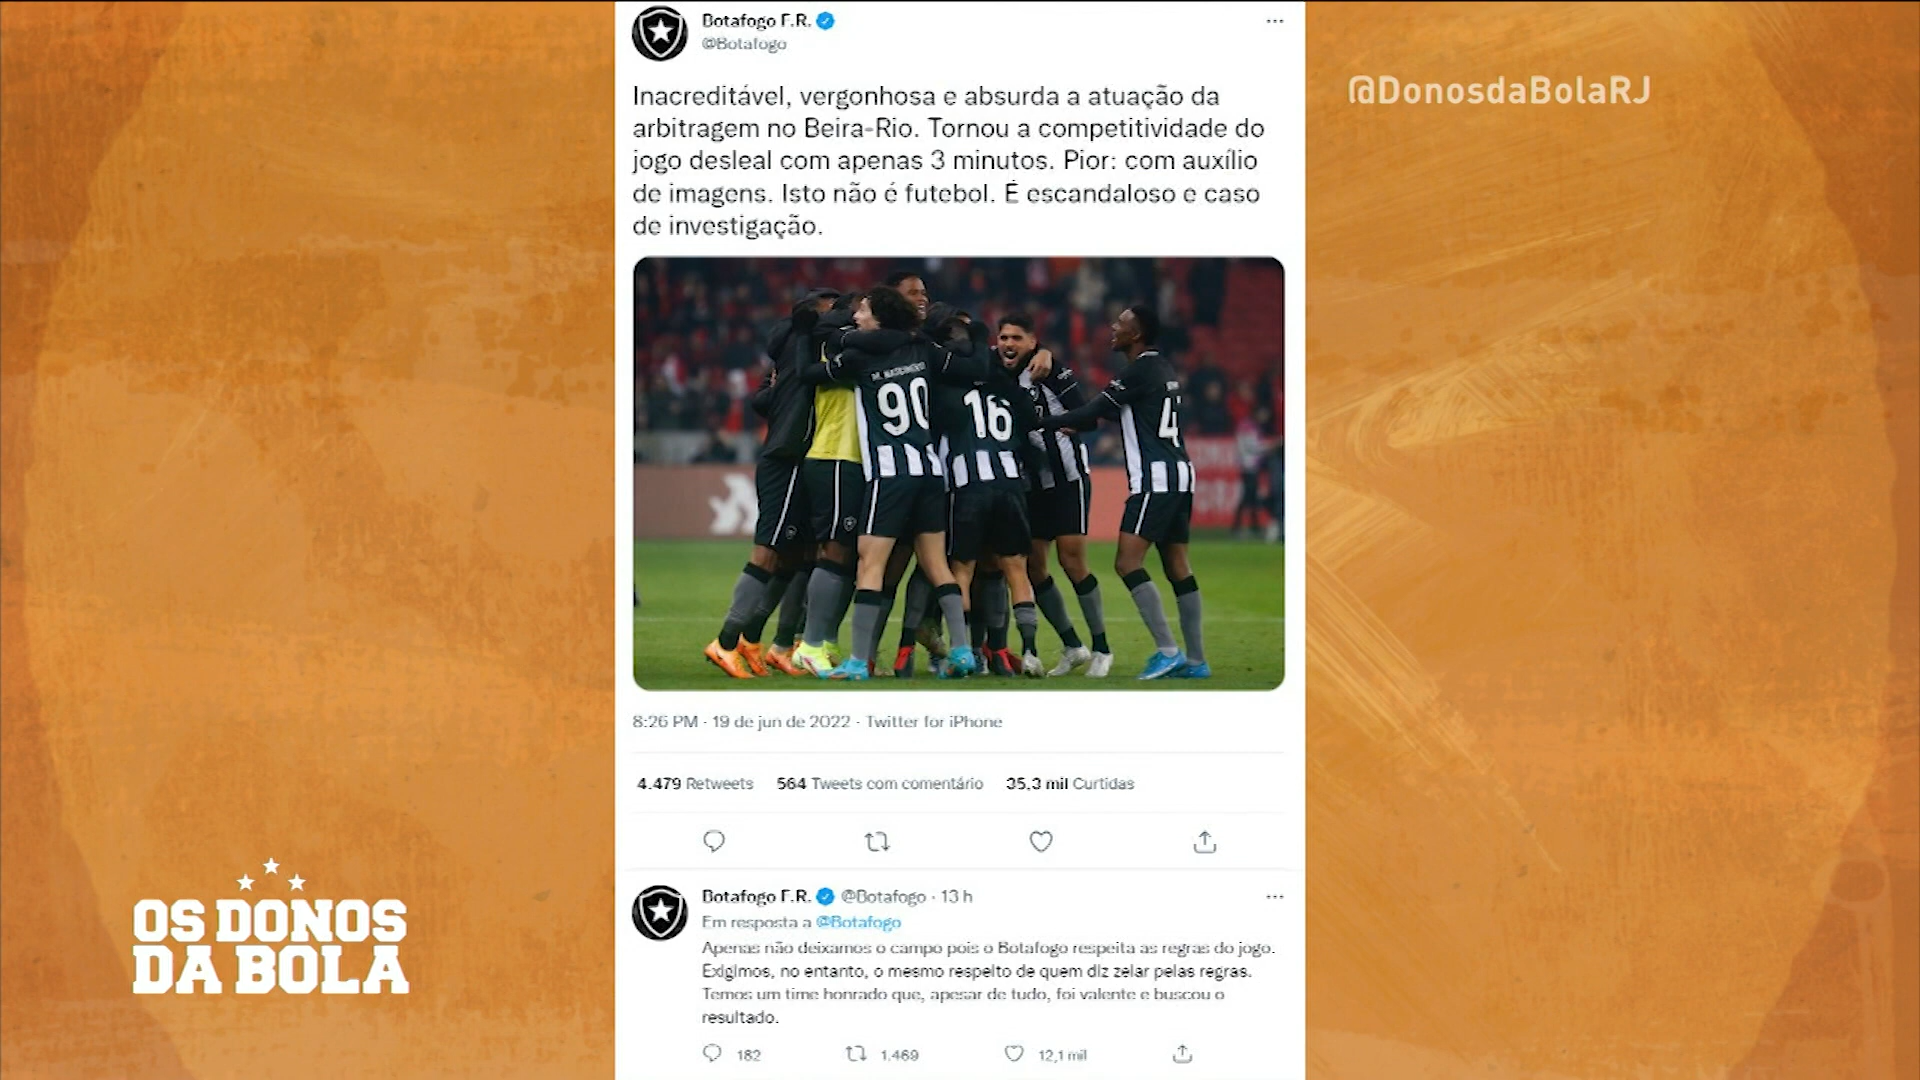 Botafogo F.R.
@Botafogo
@DonosdaBolaRJ
Inacreditável, vergonhosa e absurda a atuação da
arbitragem no Beira-Rio. Tornou a competitividade do
jogo desleal com apenas 3 minutos. Pior: com auxílio
de imagens. Isto não é futebol. É escandaloso e caso
de investigação.
M. NASCIMENTO
90
16
4
8:26 PM · 19 de jun de 2022 · Twitter for iPhone
4.479 Retweets 564 Tweets com comentário 35,3 mil Curtidas
Botafogo F.R. @Botafogo · 13 h
Em resposta a @Botafogo
Apenas não deixamos o campo pois o Botafogo respeita as regras do jogo.
Exigimos, no entanto, o mesmo respeito de quem diz zelar pelas regras.
Temos um time honrado que, apesar de tudo, foi valente e buscou o
resultado.
182 1.469 12,1 mil
OS DONOS
DA BOLA